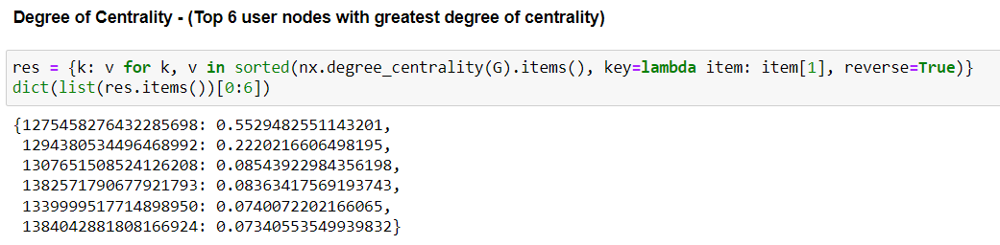 Degree of Centrality - (Top 6 user nodes with greatest degree of centrality)
res = {k: v for k, v in sorted(nx.degree_centrality(G).items(), key=lambda item: item[1], reverse=True)}
dict(list(res.items())[0:6])
{1275458276432285698: 0.5529482551143201,
1294380534496468992: 0.2220216606498195,
1307651508524126208: 0.08543922984356198,
1382571790677921793: 0.08363417569193743,
1339999517714898950: 0.0740072202166065,
1384042881808166924: 0.07340553549939832}